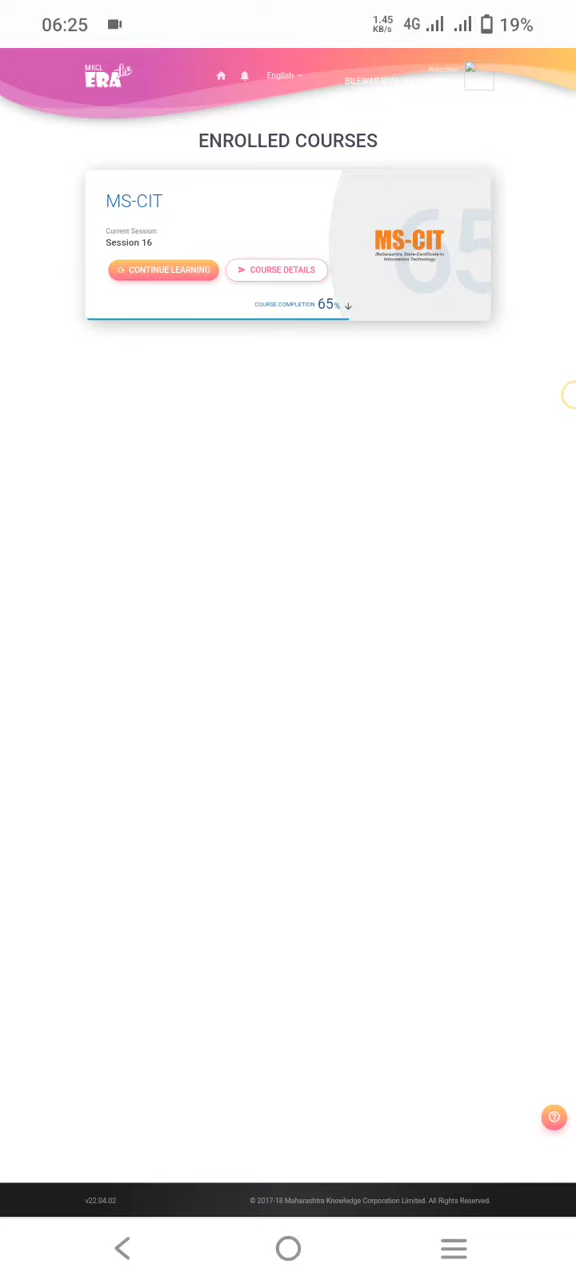 06:25
1.45 KB/s 4G 19%
MKCL
ERA live
English
ENROLLED COURSES
MS-CIT
Current Session:
Session 16
CONTINUE LEARNING
COURSE DETAILS
COURSE COMPLETION 65%
65
MS-CIT
Maharashtra State-Certificate in
Information Technology
v22.04.02
© 2017-18 Maharashtra Knowledge Corporation Limited. All Rights Reserved.